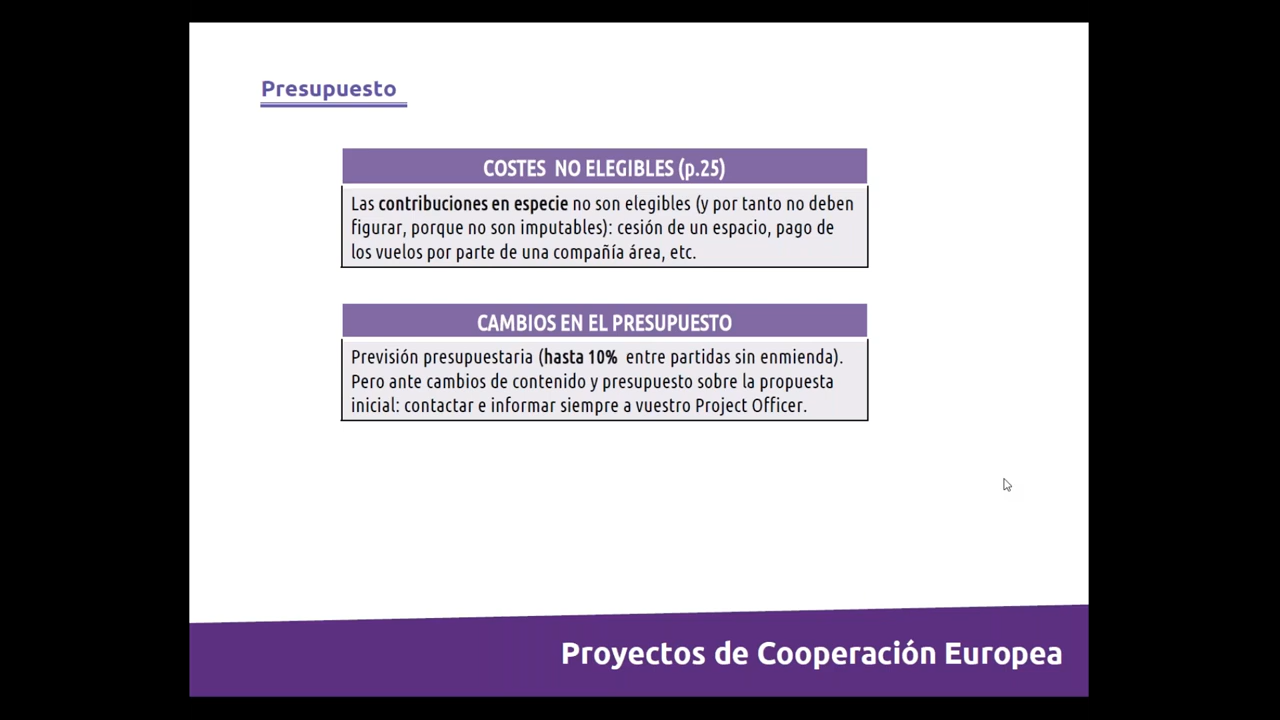 Presupuesto
COSTES NO ELEGIBLES (p.25)
Las contribuciones en especie no son elegibles (y por tanto no deben
figurar, porque no son imputables): cesión de un espacio, pago de
los vuelos por parte de una compañía área, etc.
CAMBIOS EN EL PRESUPUESTO
Previsión presupuestaria (hasta 10% entre partidas sin enmienda).
Pero ante cambios de contenido y presupuesto sobre la propuesta
inicial: contactar e informar siempre a vuestro Project Officer.
Proyectos de Cooperación Europea